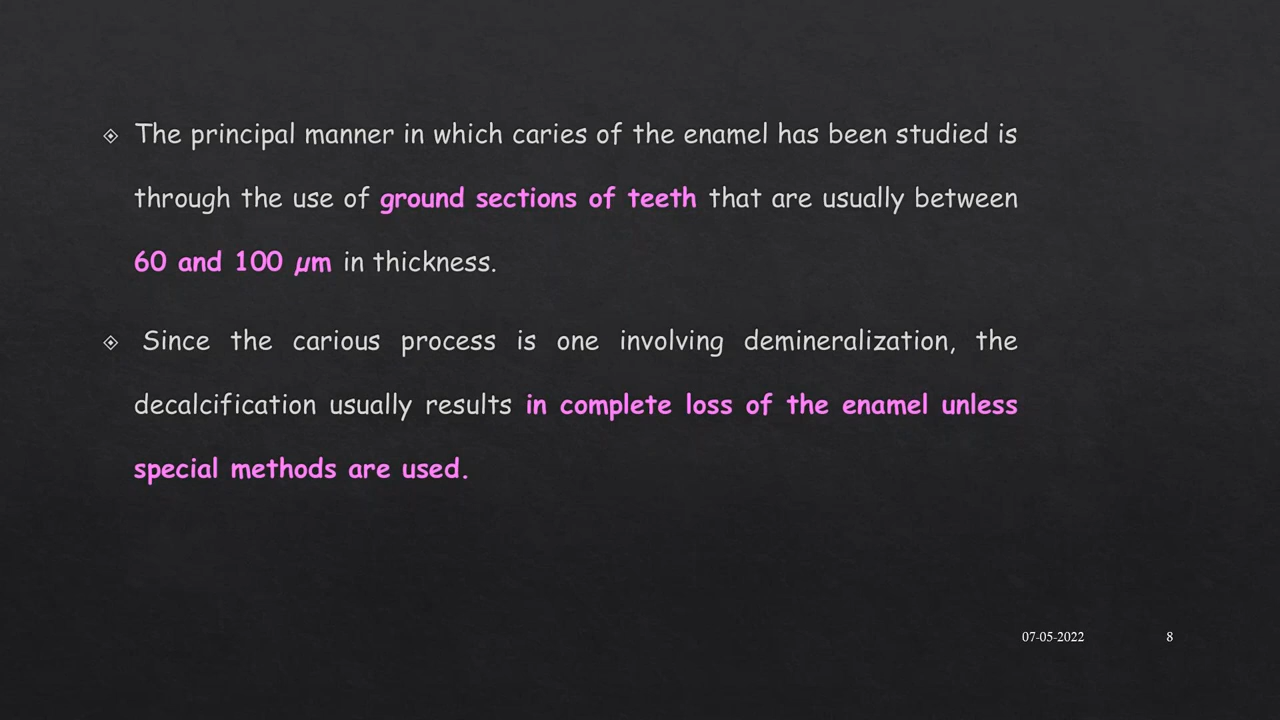 The principal manner in which caries of the enamel has been studied is
through the use of ground sections of teeth that are usually between
60 and 100 µm in thickness.
Since the carious process is one involving demineralization, the
decalcification usually results in complete loss of the enamel unless
special methods are used.
07-05-2022 8